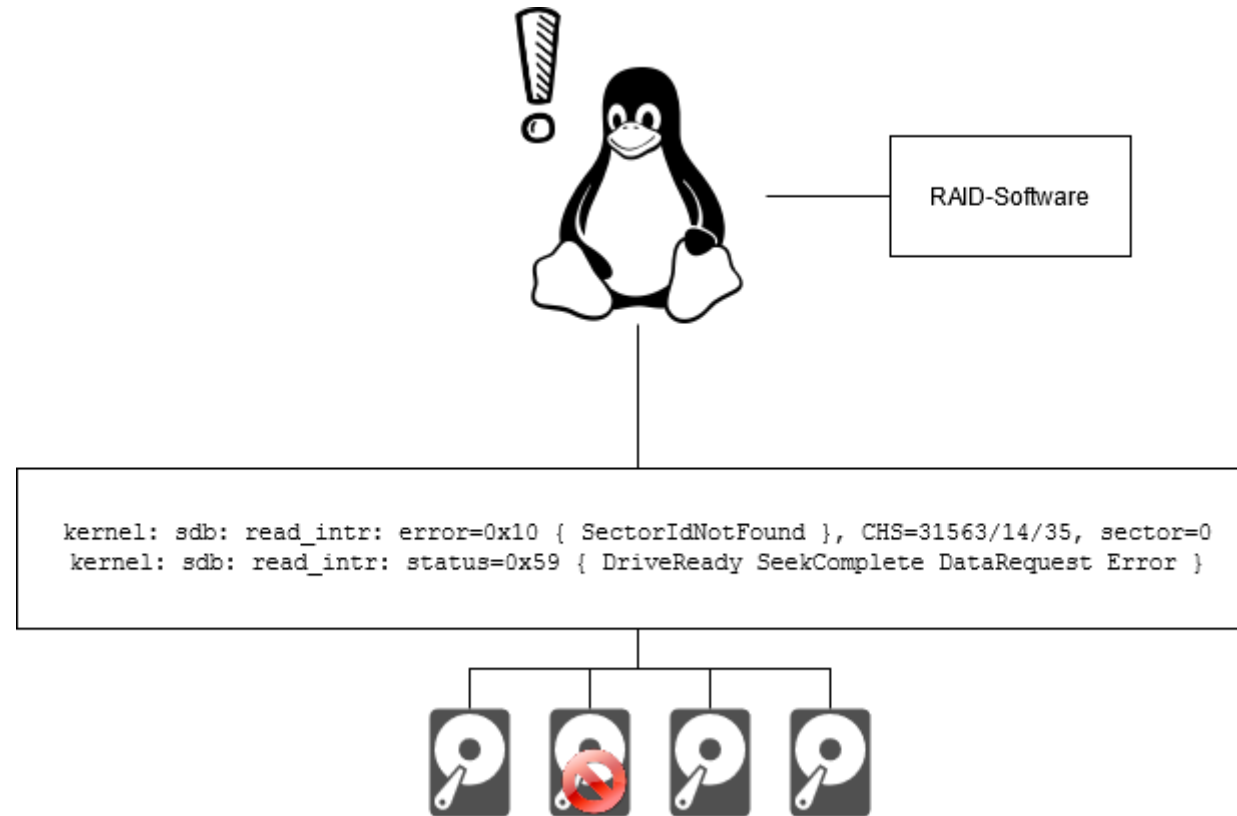 RAID-Software
kernel: sdb: read_intr: error=0x10 { SectorIdNotFound }, CHS=31563/14/35, sector=0
kernel: sdb: read_intr: status=0x59 { DriveReady SeekComplete DataRequest Error }